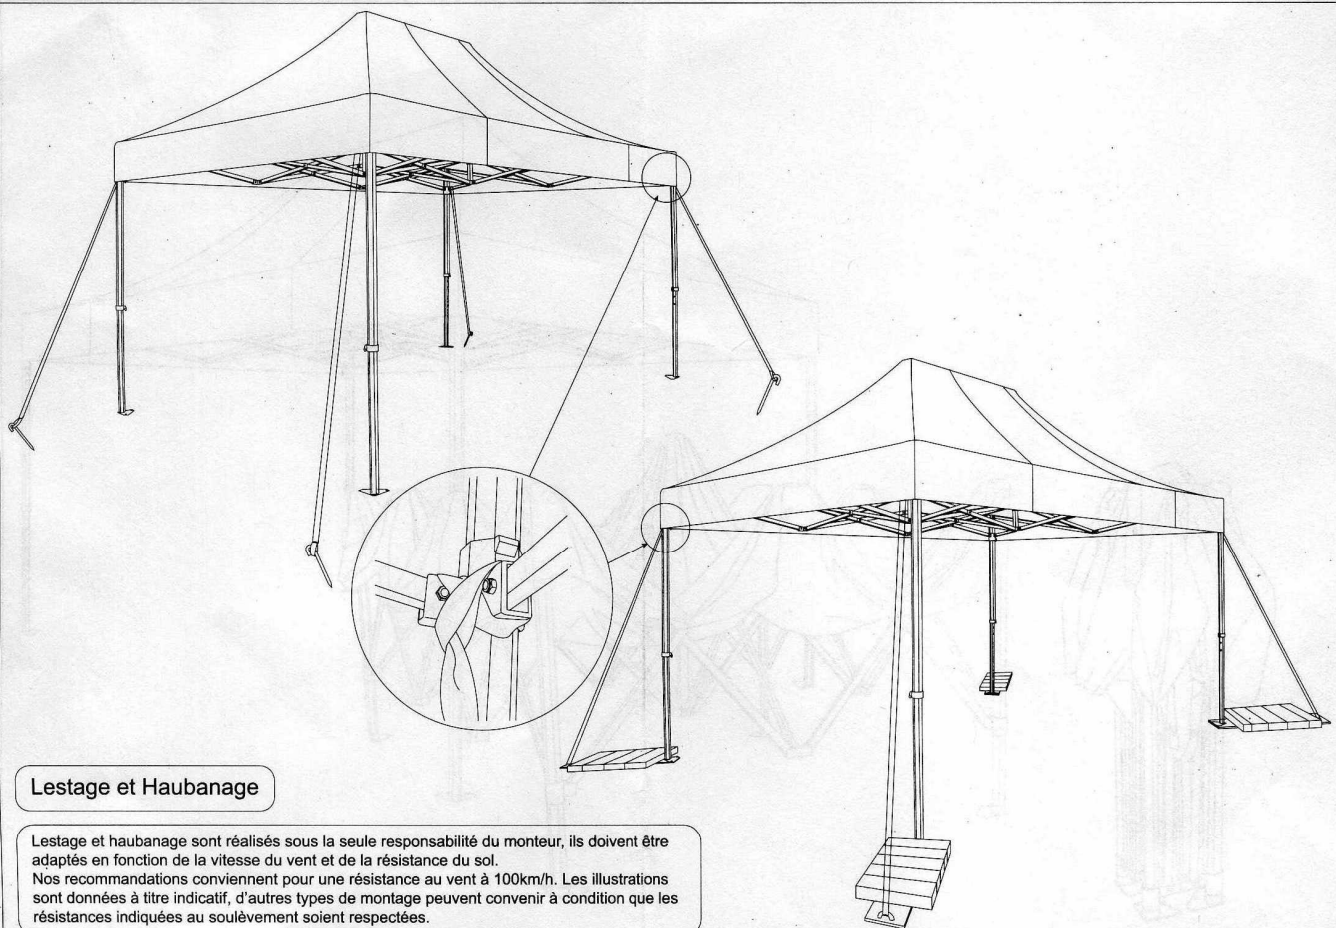 Lestage et Haubanage
Lestage et haubanage sont réalisés sous la seule responsabilité du monteur, ils doivent être
adaptés en fonction de la vitesse du vent et de la résistance du sol.
Nos recommandations conviennent pour une résistance au vent à 100km/h. Les illustrations
sont données à titre indicatif, d'autres types de montage peuvent convenir à condition que les
résistances indiquées au soulèvement soient respectées.